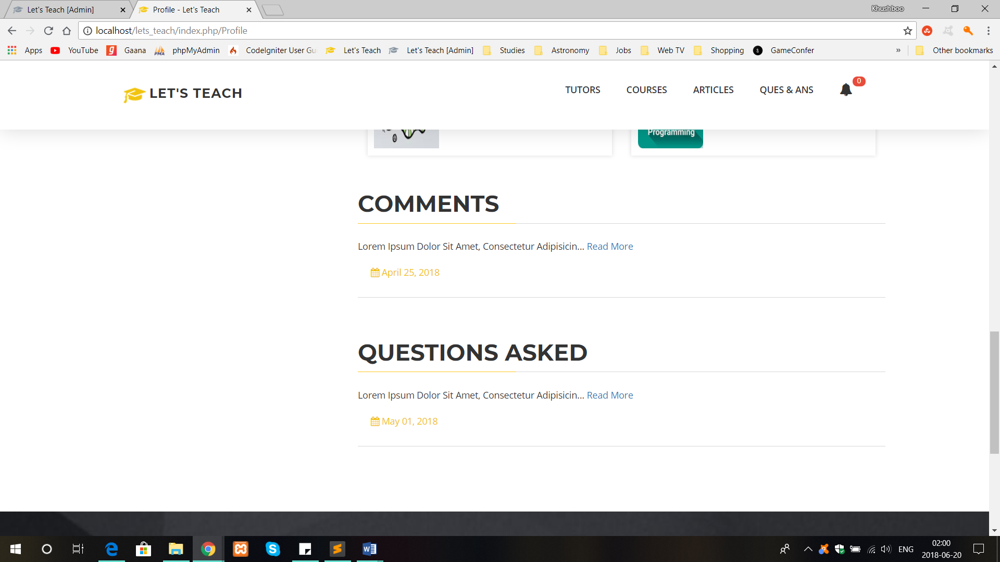 Let's Teach [Admin]
Profile - Let's Teach
Khushboo
localhost/lets_teach/index.php/Profile
Apps
YouTube
Gaana
phpMyAdmin
CodeIgniter User Gu
Let's Teach
Let's Teach [Admin]
Studies
Astronomy
Jobs
Web TV
Shopping
GameConfer
»
Other bookmarks
LET'S TEACH
TUTORS
COURSES
ARTICLES
QUES & ANS
0
Programming
COMMENTS
Lorem Ipsum Dolor Sit Amet, Consectetur Adipisicin... Read More
April 25, 2018
QUESTIONS ASKED
Lorem Ipsum Dolor Sit Amet, Consectetur Adipisicin... Read More
May 01, 2018
ENG
02:00
2018-06-20